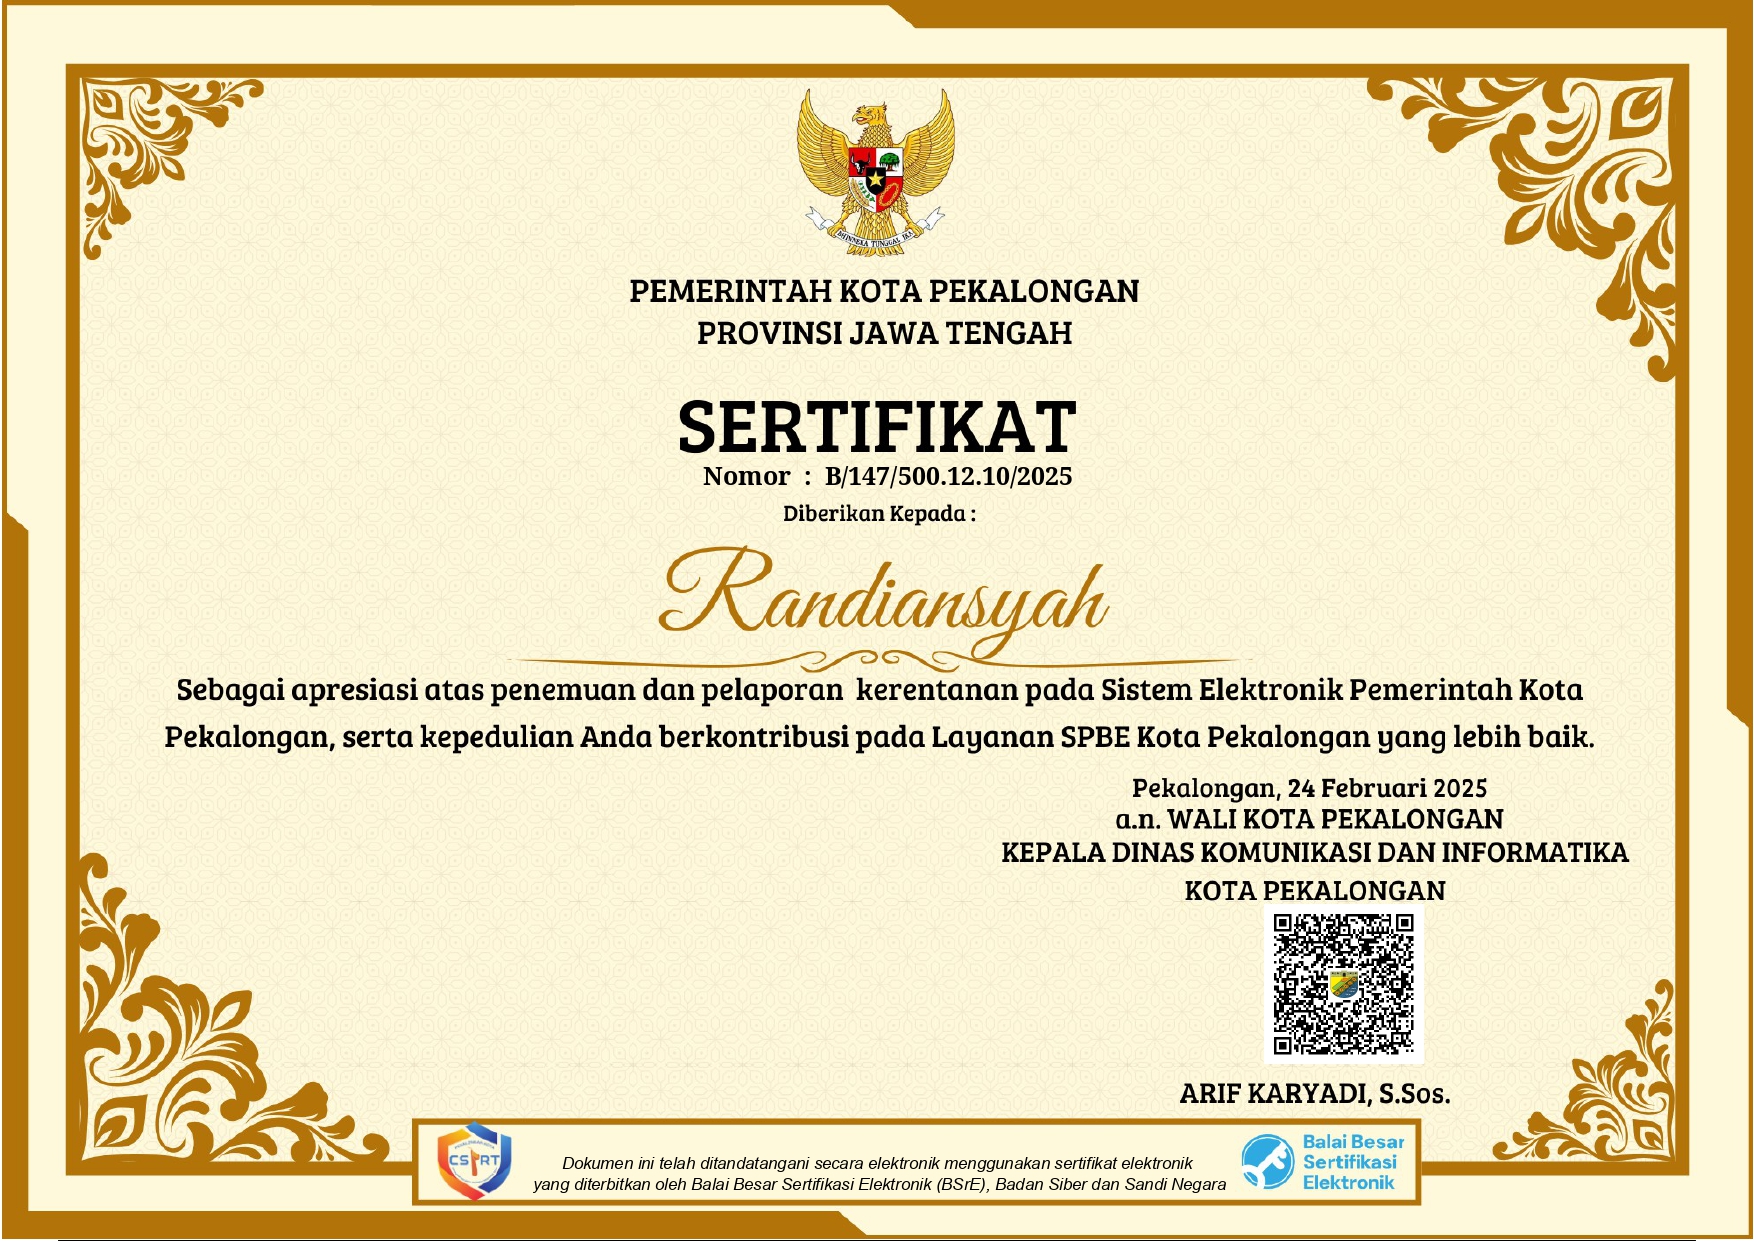 BHINNEKA TUNGGAL IKA
PEMERINTAH KOTA PEKALONGAN
PROVINSI JAWA TENGAH
SERTIFIKAT
Nomor : B/147/500.12.10/2025
Diberikan Kepada :
Randiansyah
Sebagai apresiasi atas penemuan dan pelaporan kerentanan pada Sistem Elektronik Pemerintah Kota
Pekalongan, serta kepedulian Anda berkontribusi pada Layanan SPBE Kota Pekalongan yang lebih baik.
Pekalongan, 24 Februari 2025
a.n. WALI KOTA PEKALONGAN
KEPALA DINAS KOMUNIKASI DAN INFORMATIKA
KOTA PEKALONGAN
ARIF KARYADI, S.Sos.
CSIRT
Dokumen ini telah ditandatangani secara elektronik menggunakan sertifikat elektronik
yang diterbitkan oleh Balai Besar Sertifikasi Elektronik (BSrE), Badan Siber dan Sandi Negara
Balai Besar
Sertifikasi
Elektronik